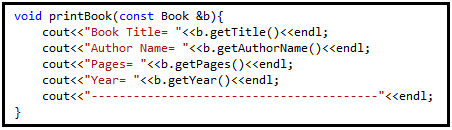 void printBook(const Book &b){
cout<<"Book Title= "<<b.getTitle()<<endl;
cout<<"Author Name= "<<b.getAuthorName()<<endl;
cout<<"Pages= "<<b.getPages()<<endl;
cout<<"Year= "<<b.getYear()<<endl;
cout<<"-----------------------------------------"<<endl;
}